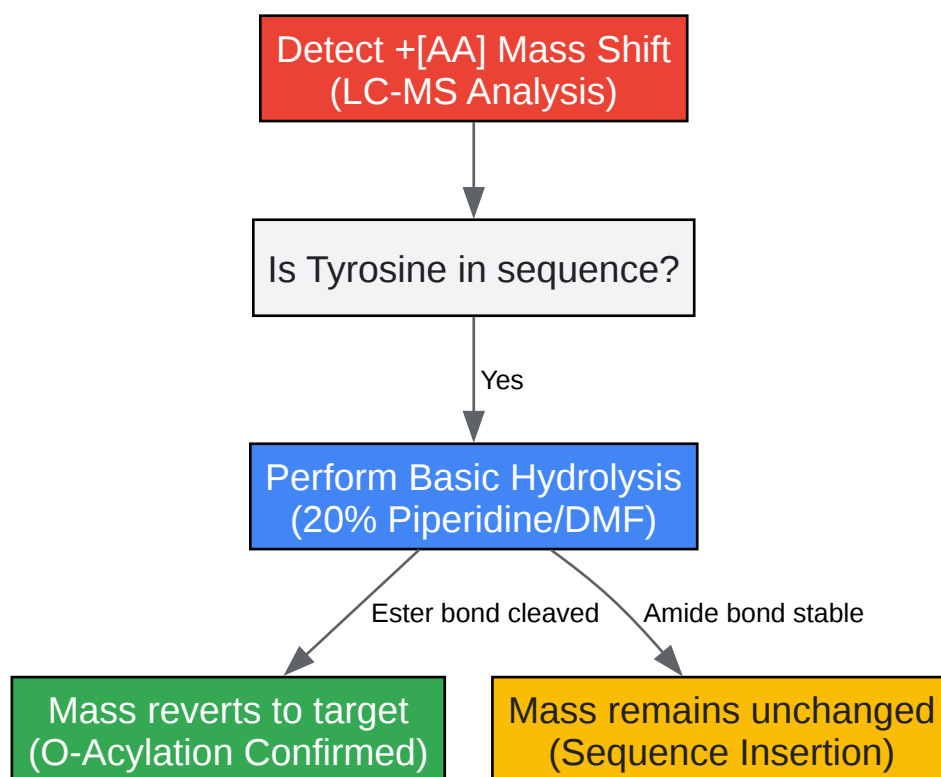 Detect +[AA] Mass Shift
(LC-MS Analysis)
Is Tyrosine in sequence?
Yes
Perform Basic Hydrolysis
(20% Piperidine/DMF)
Ester bond cleaved
Amide bond stable
Mass reverts to target
(O-Acylation Confirmed)
Mass remains unchanged
(Sequence Insertion)